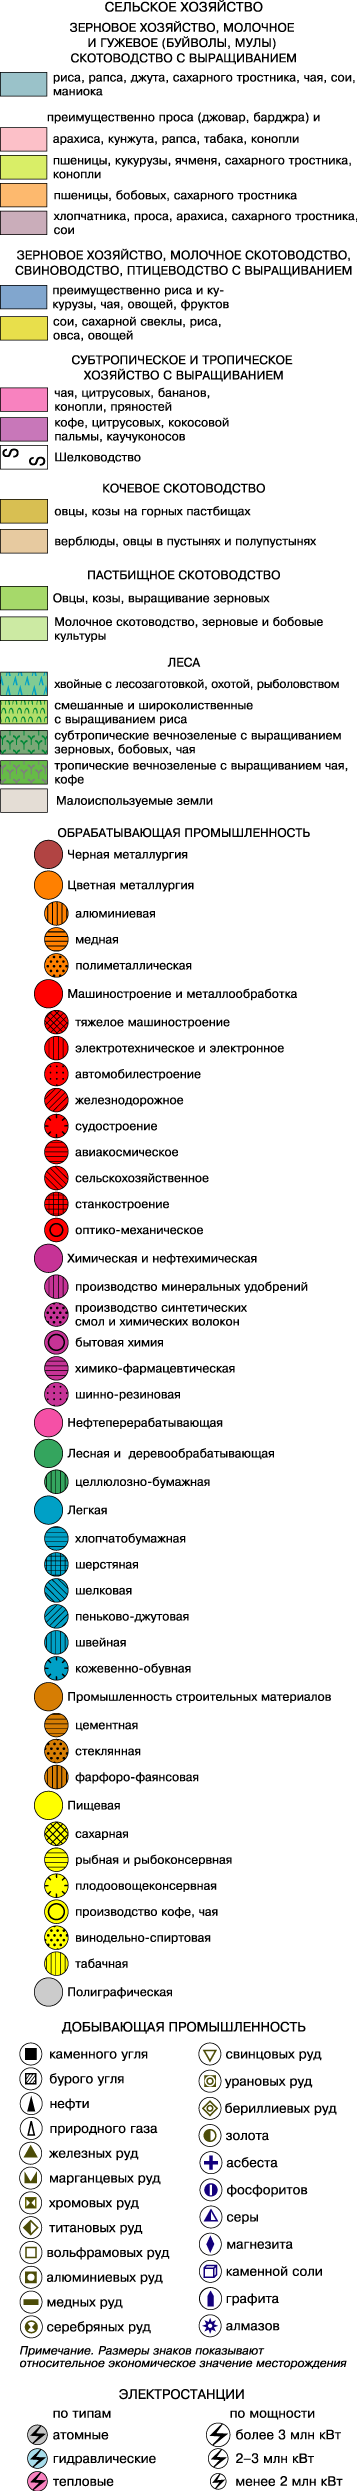 СЕЛЬСКОЕ ХОЗЯЙСТВО
ЗЕРНОВОЕ ХОЗЯЙСТВО, МОЛОЧНОЕ
И ГУЖЕВОЕ (БУЙВОЛЫ, МУЛЫ)
СКОТОВОДСТВО С ВЫРАЩИВАНИЕМ
риса, рапса, джута, сахарного тростника, чая, сои,
маниока
преимущественно проса (джовар, барджра) и
арахиса, кунжута, рапса, табака, конопли
пшеницы, кукурузы, ячменя, сахарного тростника,
конопли
пшеницы, бобовых, сахарного тростника
хлопчатника, проса, арахиса, сахарного тростника,
сои
ЗЕРНОВОЕ ХОЗЯЙСТВО, МОЛОЧНОЕ СКОТОВОДСТВО,
СВИНОВОДСТВО, ПТИЦЕВОДСТВО С ВЫРАЩИВАНИЕМ
преимущественно риса и ку-
курузы, чая, овощей, фруктов
сои, сахарной свеклы, риса,
овса, овощей
СУБТРОПИЧЕСКОЕ И ТРОПИЧЕСКОЕ
ХОЗЯЙСТВО С ВЫРАЩИВАНИЕМ
чая, цитрусовых, бананов,
конопли, пряностей
кофе, цитрусовых, кокосовой
пальмы, каучуконосов
S S Шелководство
КОЧЕВОЕ СКОТОВОДСТВО
овцы, козы на горных пастбищах
верблюды, овцы в пустынях и полупустынях
ПАСТБИЩНОЕ СКОТОВОДСТВО
Овцы, козы, выращивание зерновых
Молочное скотоводство, зерновые и бобовые
культуры
ЛЕСА
хвойные с лесозаготовкой, охотой, рыболовством
смешанные и широколиственные
с выращиванием риса
субтропические вечнозеленые с выращиванием
зерновых, бобовых, чая
тропические вечнозеленые с выращиванием чая,
кофе
Малоиспользуемые земли
ОБРАБАТЫВАЮЩАЯ ПРОМЫШЛЕННОСТЬ
Черная металлургия
Цветная металлургия
алюминиевая
медная
полиметаллическая
Машиностроение и металлообработка
тяжелое машиностроение
электротехническое и электронное
автомобилестроение
железнодорожное
судостроение
авиакосмическое
сельскохозяйственное
станкостроение
оптико-механическое
Химическая и нефтехимическая
производство минеральных удобрений
производство синтетических
смол и химических волокон
бытовая химия
химико-фармацевтическая
шинно-резиновая
Нефтеперерабатывающая
Лесная и деревообрабатывающая
целлюлозно-бумажная
Легкая
хлопчатобумажная
шерстяная
шелковая
пеньково-джутовая
швейная
кожевенно-обувная
Промышленность строительных материалов
цементная
стеклянная
фарфоро-фаянсовая
Пищевая
сахарная
рыбная и рыбоконсервная
плодоовощеконсервная
производство кофе, чая
винодельно-спиртовая
табачная
Полиграфическая
ДОБЫВАЮЩАЯ ПРОМЫШЛЕННОСТЬ
каменного угля
бурого угля
нефти
природного газа
железных руд
марганцевых руд
хромовых руд
титановых руд
вольфрамовых руд
алюминиевых руд
медных руд
серебряных руд
свинцовых руд
урановых руд
бериллиевых руд
золота
асбеста
фосфоритов
серы
магнезита
каменной соли
графита
алмазов
Примечание. Размеры знаков показывают
относительное экономическое значение месторождения
ЭЛЕКТРОСТАНЦИИ
по типам
атомные
гидравлические
тепловые
по мощности
более 3 млн кВт
2–3 млн кВт
менее 2 млн кВт